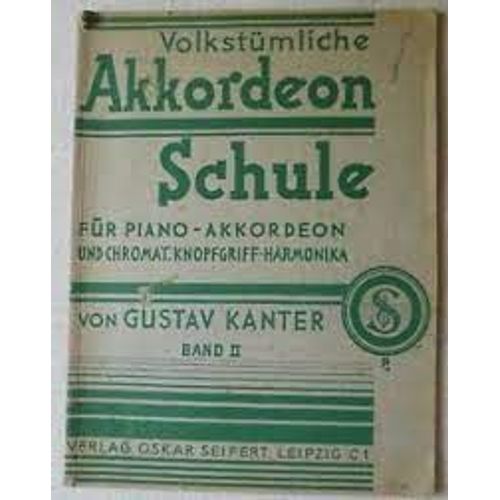 Volkstümliche
Akkordeon
Schule
FÜR PIANO-AKKORDEON
UND CHROMAT. KNOPFGRIFF-HARMONIKA
VON GUSTAV KANTER
BAND II
VERLAG OSKAR SEIFERT, LEIPZIG C1